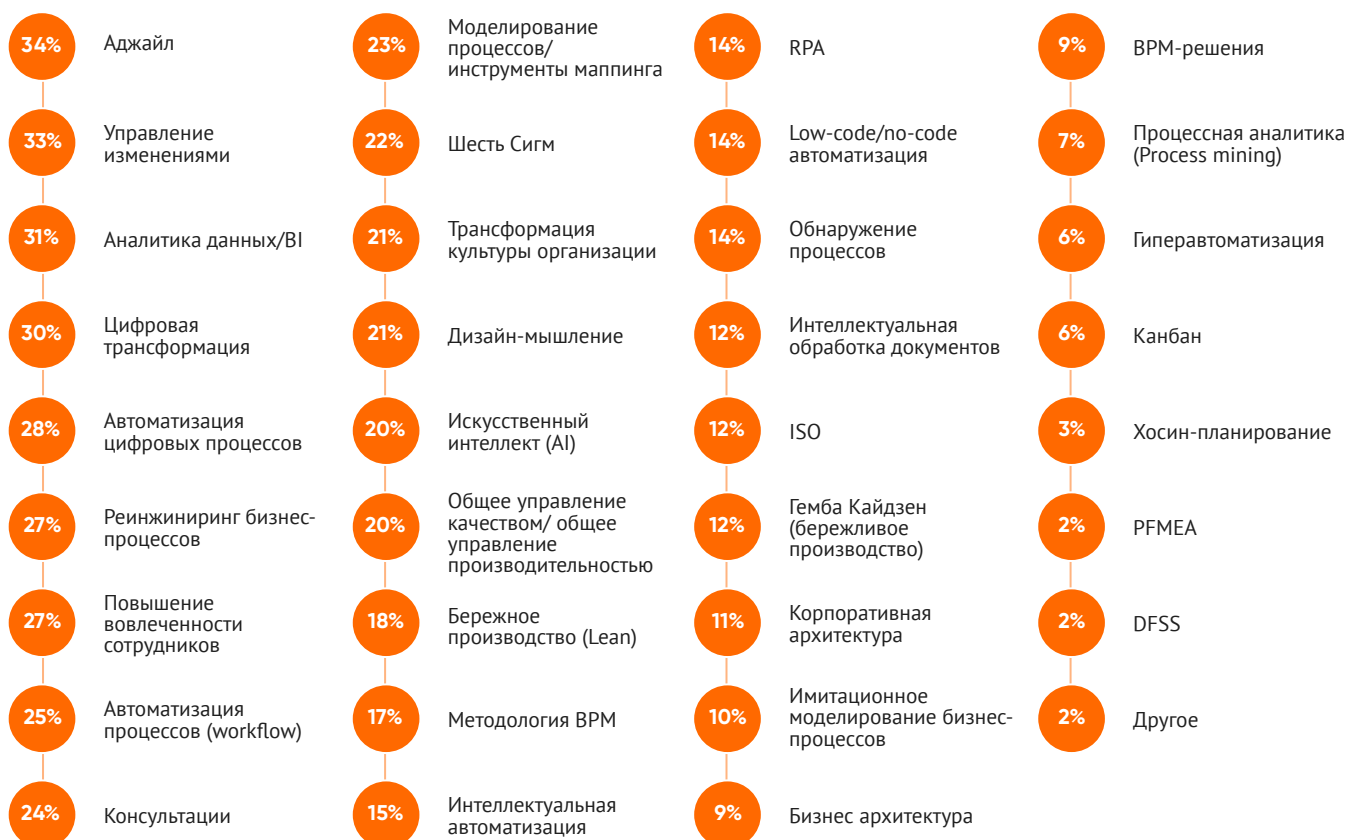 34%
Аджайл
33%
Управление
изменениями
31%
Аналитика данных/BI
30%
Цифровая
трансформация
28%
Автоматизация
цифровых процессов
27%
Реинжиниринг бизнес-
процессов
27%
Повышение
вовлеченности
сотрудников
25%
Автоматизация
процессов (workflow)
24%
Консультации
23%
Моделирование
процессов/
инструменты маппинга
22%
Шесть Сигм
21%
Трансформация
культуры организации
21%
Дизайн-мышление
20%
Искусственный
интеллект (AI)
20%
Общее управление
качеством/ общее
управление
производительностью
18%
Бережное
производство (Lean)
17%
Методология BPM
15%
Интеллектуальная
автоматизация
14%
RPA
14%
Low-code/no-code
автоматизация
14%
Обнаружение
процессов
12%
Интеллектуальная
обработка документов
12%
ISO
12%
Гемба Кайдзен
(бережливое
производство)
11%
Корпоративная
архитектура
10%
Имитационное
моделирование бизнес-
процессов
9%
Бизнес архитектура
9%
BPM-решения
7%
Процессная аналитика
(Process mining)
6%
Гиперавтоматизация
6%
Канбан
3%
Хосин-планирование
2%
PFMEA
2%
DFSS
2%
Другое